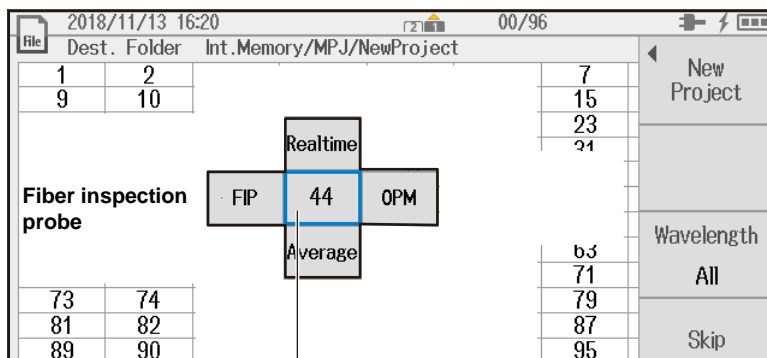 2018/11/13 16:20 2 1 00/96
File Dest. Folder Int.Memory/MPJ/NewProject
New
Project
1 2 7
9 10 15
23
Realtime
Fiber inspection
probe
FIP 44 OPM
Average
63
71
Wavelength
All
73 74 79
81 82 87
89 90 95
Skip